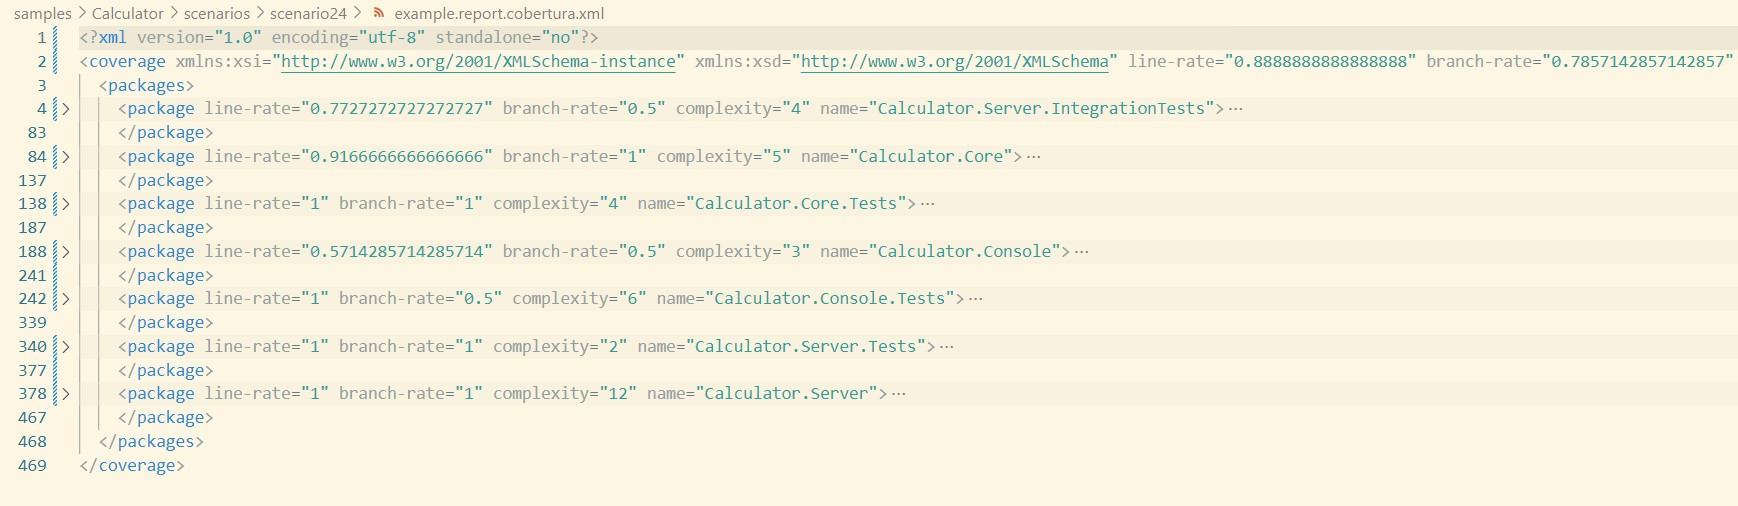 samples > Calculator > scenarios > scenario24 > example.report.cobertura.xml
1 <?xml version="1.0" encoding="utf-8" standalone="no"?>
2 <coverage xmlns:xsi="http://www.w3.org/2001/XMLSchema-instance" xmlns:xsd="http://www.w3.org/2001/XMLSchema" line-rate="0.8888888888888888" branch-rate="0.7857142857142857"
3 <packages>
4 > <package line-rate="0.7727272727272727" branch-rate="0.5" complexity="4" name="Calculator.Server.IntegrationTests">···
83 </package>
84 > <package line-rate="0.9166666666666666" branch-rate="1" complexity="5" name="Calculator.Core">···
137 </package>
138 > <package line-rate="1" branch-rate="1" complexity="4" name="Calculator.Core.Tests">···
187 </package>
188 > <package line-rate="0.5714285714285714" branch-rate="0.5" complexity="3" name="Calculator.Console">···
241 </package>
242 > <package line-rate="1" branch-rate="0.5" complexity="6" name="Calculator.Console.Tests">···
339 </package>
340 > <package line-rate="1" branch-rate="1" complexity="2" name="Calculator.Server.Tests">···
377 </package>
378 > <package line-rate="1" branch-rate="1" complexity="12" name="Calculator.Server">···
467 </package>
468 </packages>
469 </coverage>